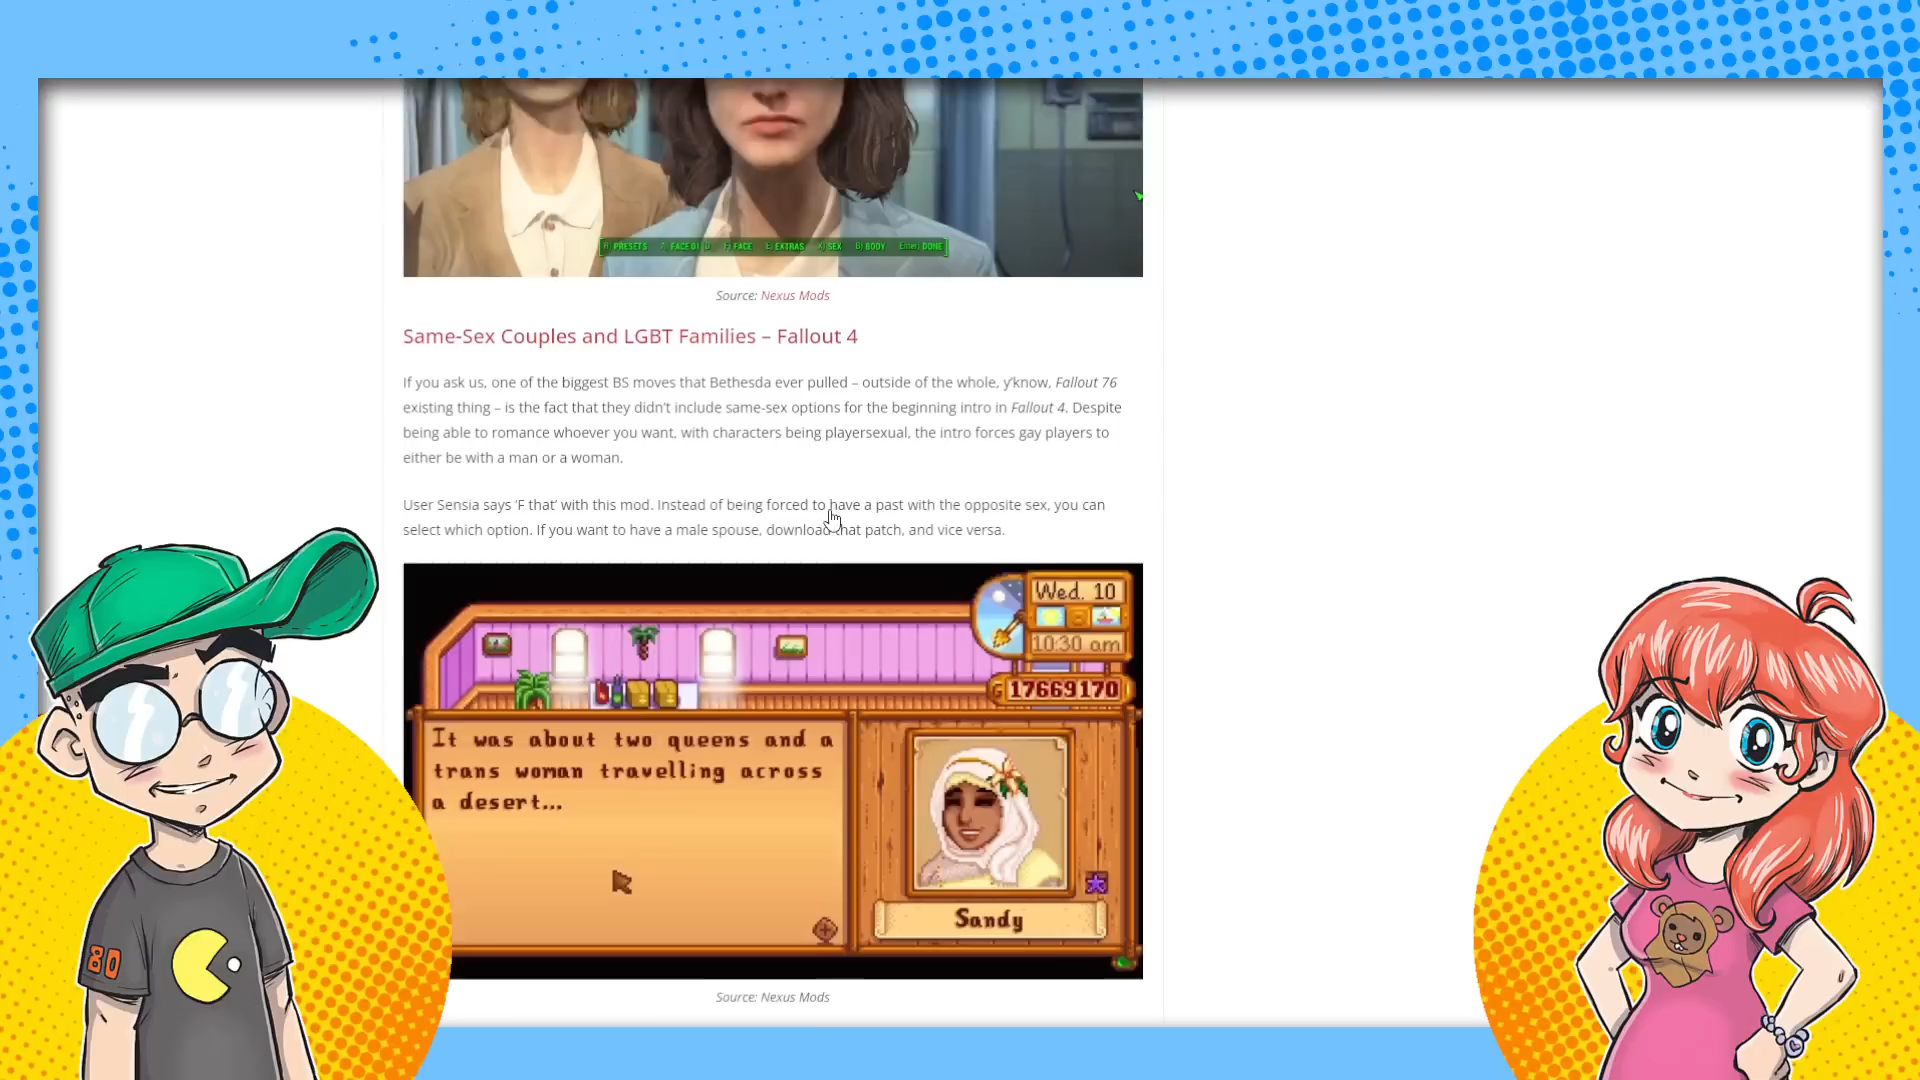 R) PRESETS FACE 01 F) FACE E) EXTRAS X) SEX B) BODY Enter) DONE
Source: Nexus Mods
Same-Sex Couples and LGBT Families – Fallout 4
If you ask us, one of the biggest BS moves that Bethesda ever pulled – outside of the whole, y’know, Fallout 76
existing thing – is the fact that they didn’t include same-sex options for the beginning intro in Fallout 4. Despite
being able to romance whoever you want, with characters being playersexual, the intro forces gay players to
either be with a man or a woman.
User Sensia says ‘F that’ with this mod. Instead of being forced to have a past with the opposite sex, you can
select which option. If you want to have a male spouse, download that patch, and vice versa.
Wed. 10
10:30 am
17669170
It was about two queens and a
trans woman travelling across
a desert...
Sandy
Source: Nexus Mods
80